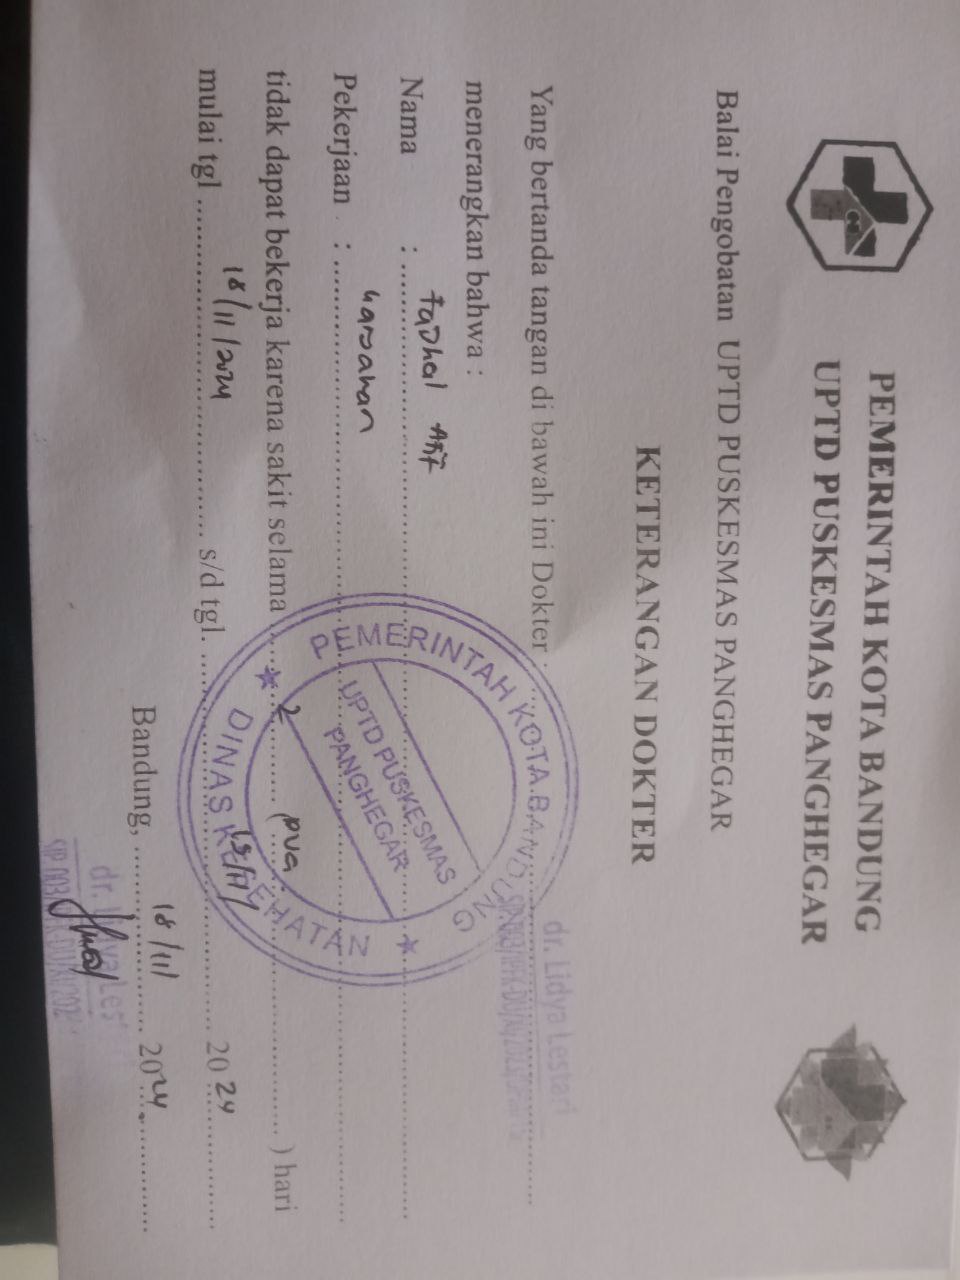 PEMERINTAH KOTA BANDUNG
UPTD PUSKESMAS PANGHEGAR
Balai Pengobatan UPTD PUSKESMAS PANGHEGAR
KETERANGAN DOKTER
dr. Lidya Lestari
Yang bertanda tangan di bawah ini Dokter
menerangkan bahwa :
Nama :
Pekerjaan :
tidak dapat bekerja karena sakit selama 2 ( Dua ) hari
mulai tgl 18/11/2024 s/d tgl. 2024
Bandung, 18/11/ 2024
PEMERINTAH KOTA BANDUNG
UPTD PUSKESMAS
PANGHEGAR
DINAS KESEHATAN